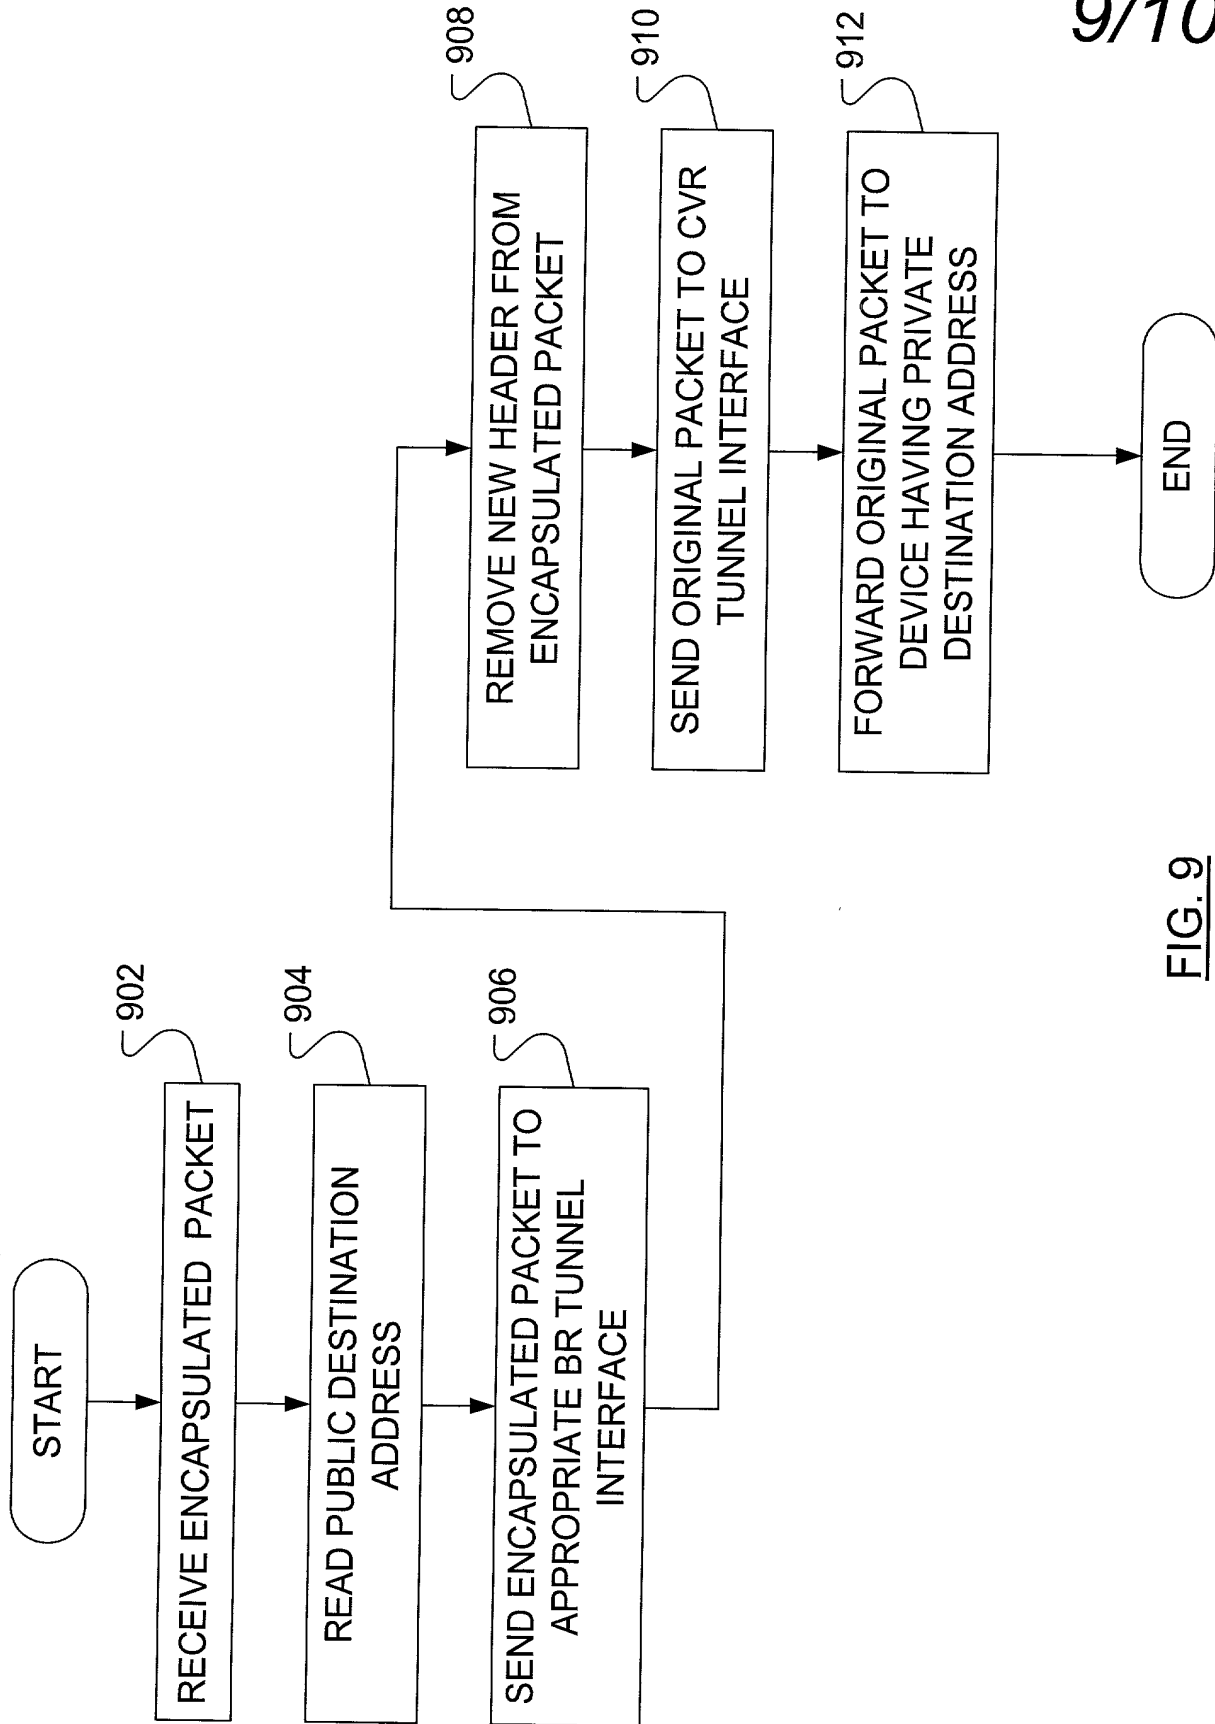 9/10
START
RECEIVE ENCAPSULATED PACKET
902
READ PUBLIC DESTINATION
ADDRESS
904
SEND ENCAPSULATED PACKET TO
APPROPRIATE BR TUNNEL
INTERFACE
906
REMOVE NEW HEADER FROM
ENCAPSULATED PACKET
908
SEND ORIGINAL PACKET TO CVR
TUNNEL INTERFACE
910
FORWARD ORIGINAL PACKET TO
DEVICE HAVING PRIVATE
DESTINATION ADDRESS
912
END
FIG. 9